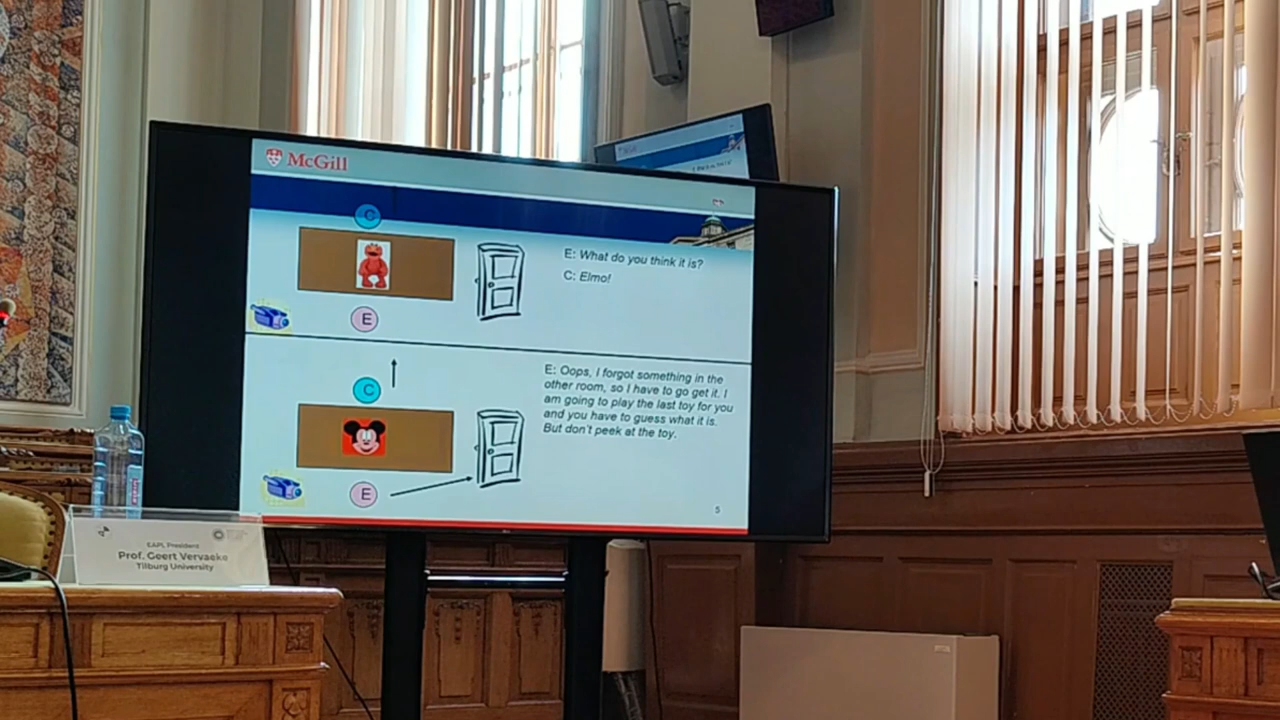 McGill
C
E: What do you think it is?
C: Elmo!
E
C
E: Oops, I forgot something in the
other room, so I have to go get it. I
am going to play the last toy for you
and you have to guess what it is.
But don't peek at the toy.
E
5
EAPL President
Prof. Geert Vervaeke
Tilburg University